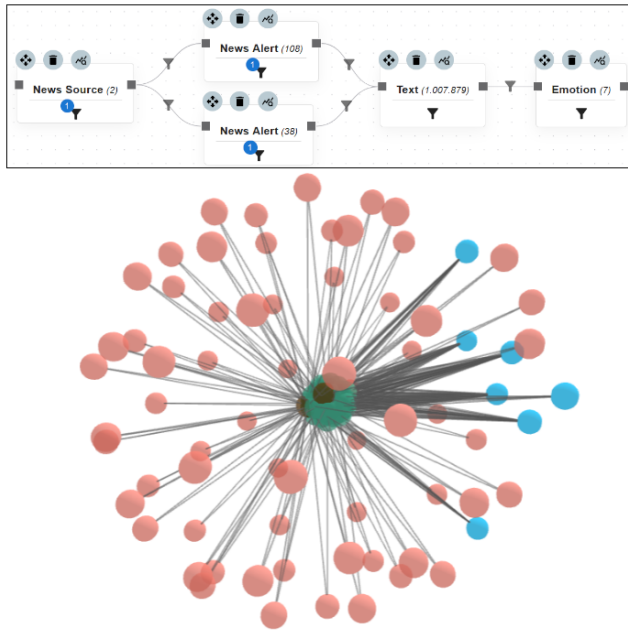 News Alert (108)
1
News Source (2)
1
Text (1.007.879)
Emotion (7)
News Alert (38)
1